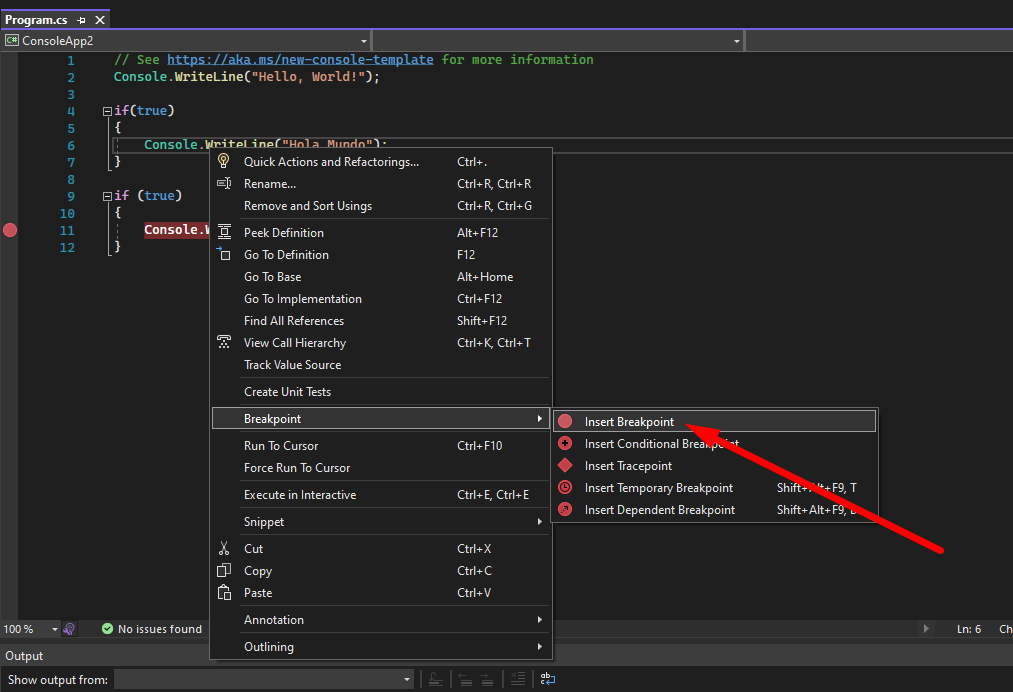 Program.cs
C# ConsoleApp2
1 // See https://aka.ms/new-console-template for more information
2 Console.WriteLine("Hello, World!");
3
4 if(true)
5 {
6 Console.WriteLine("Hola Mundo");
7 }
8
9 if (true)
10 {
11 Console.W
12 }
Quick Actions and Refactorings... Ctrl+.
Rename... Ctrl+R, Ctrl+R
Remove and Sort Usings Ctrl+R, Ctrl+G
Peek Definition Alt+F12
Go To Definition F12
Go To Base Alt+Home
Go To Implementation Ctrl+F12
Find All References Shift+F12
View Call Hierarchy Ctrl+K, Ctrl+T
Track Value Source
Create Unit Tests
Breakpoint
Insert Breakpoint
Insert Conditional Breakpoint
Insert Tracepoint
Insert Temporary Breakpoint Shift+Alt+F9, T
Insert Dependent Breakpoint Shift+Alt+F9,
Run To Cursor Ctrl+F10
Force Run To Cursor
Execute in Interactive Ctrl+E, Ctrl+E
Snippet
Cut Ctrl+X
Copy Ctrl+C
Paste Ctrl+V
Annotation
Outlining
100 % No issues found Ln: 6 Ch
Output
Show output from: